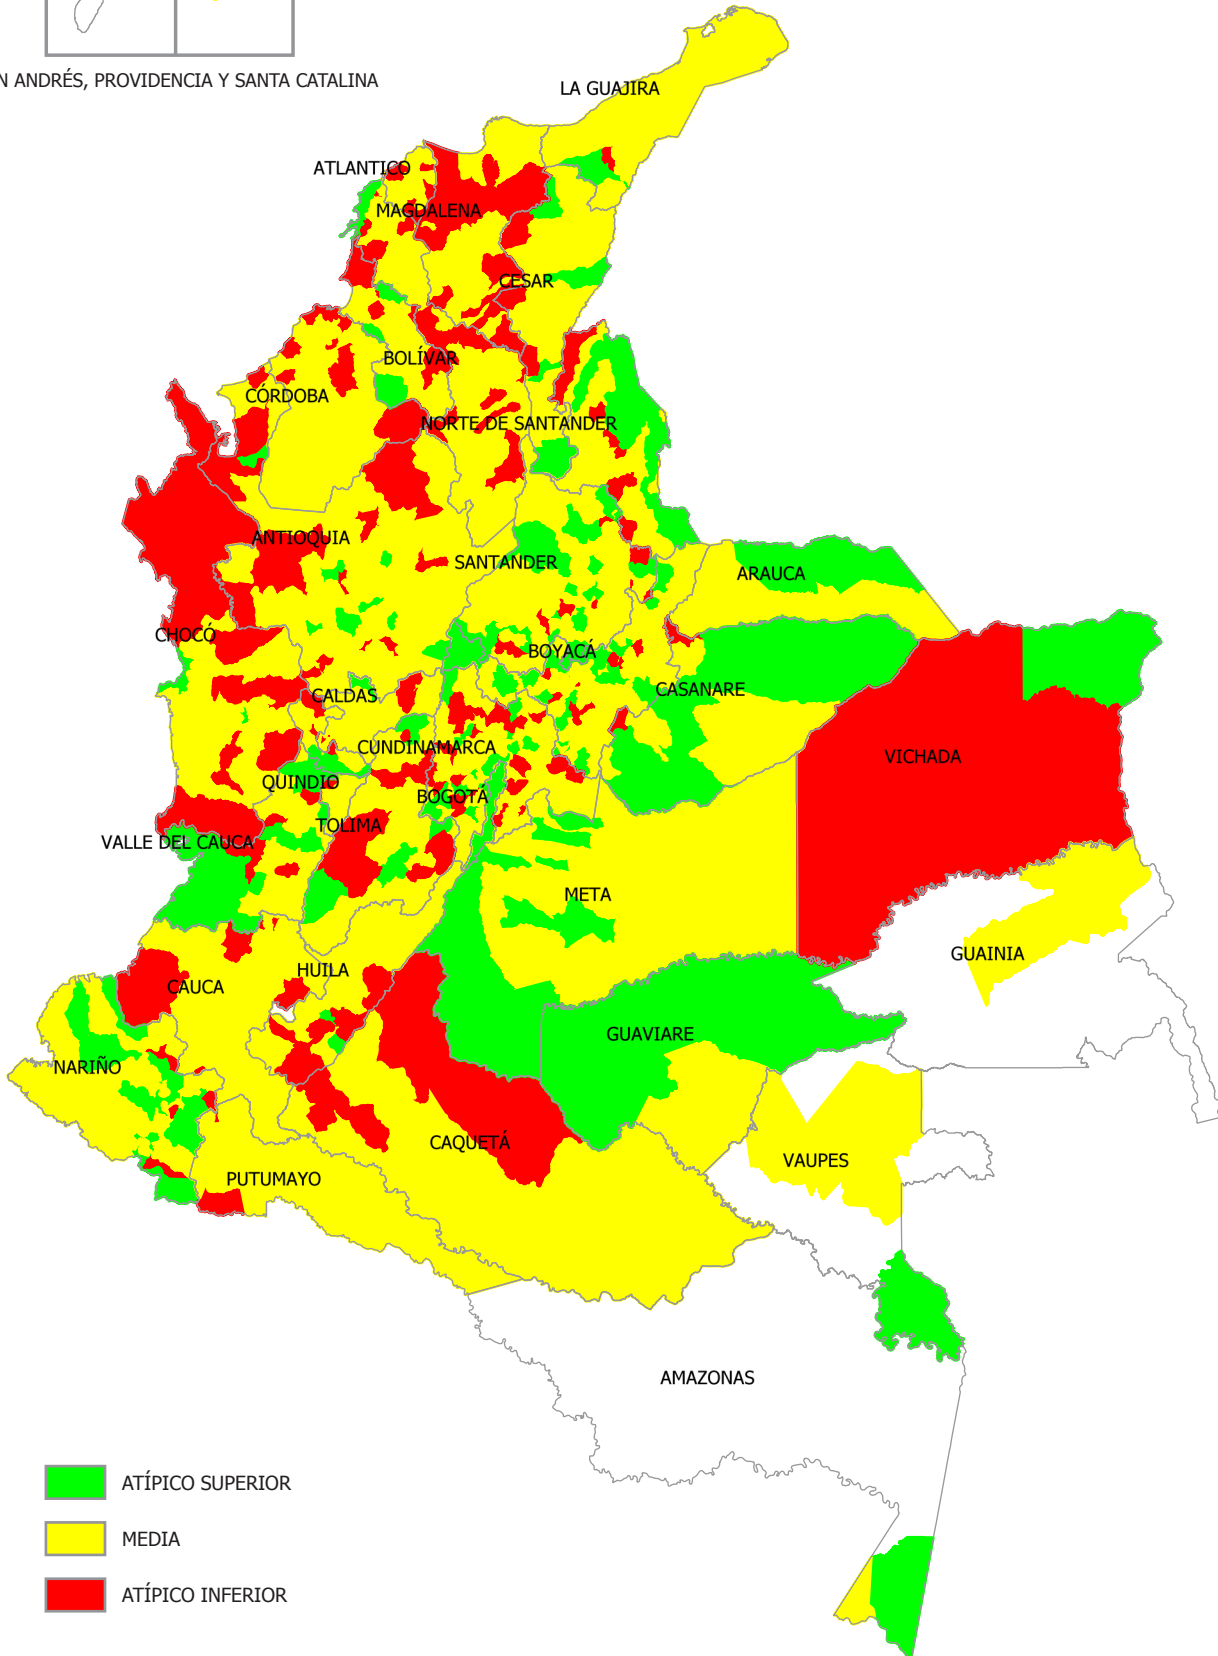 N ANDRÉS, PROVIDENCIA Y SANTA CATALINA
LA GUAJIRA
ATLANTICO
MAGDALENA
CESAR
BOLÍVAR
CÓRDOBA
NORTE DE SANTANDER
ANTIOQUIA
SANTANDER
ARAUCA
CHOCÓ
BOYACÁ
CASANARE
CALDAS
CUNDINAMARCA
VICHADA
QUINDIO
BOGOTÁ
TOLIMA
VALLE DEL CAUCA
META
GUAINIA
HUILA
CAUCA
GUAVIARE
NARIÑO
CAQUETÁ
VAUPES
PUTUMAYO
AMAZONAS
ATÍPICO SUPERIOR
MEDIA
ATÍPICO INFERIOR